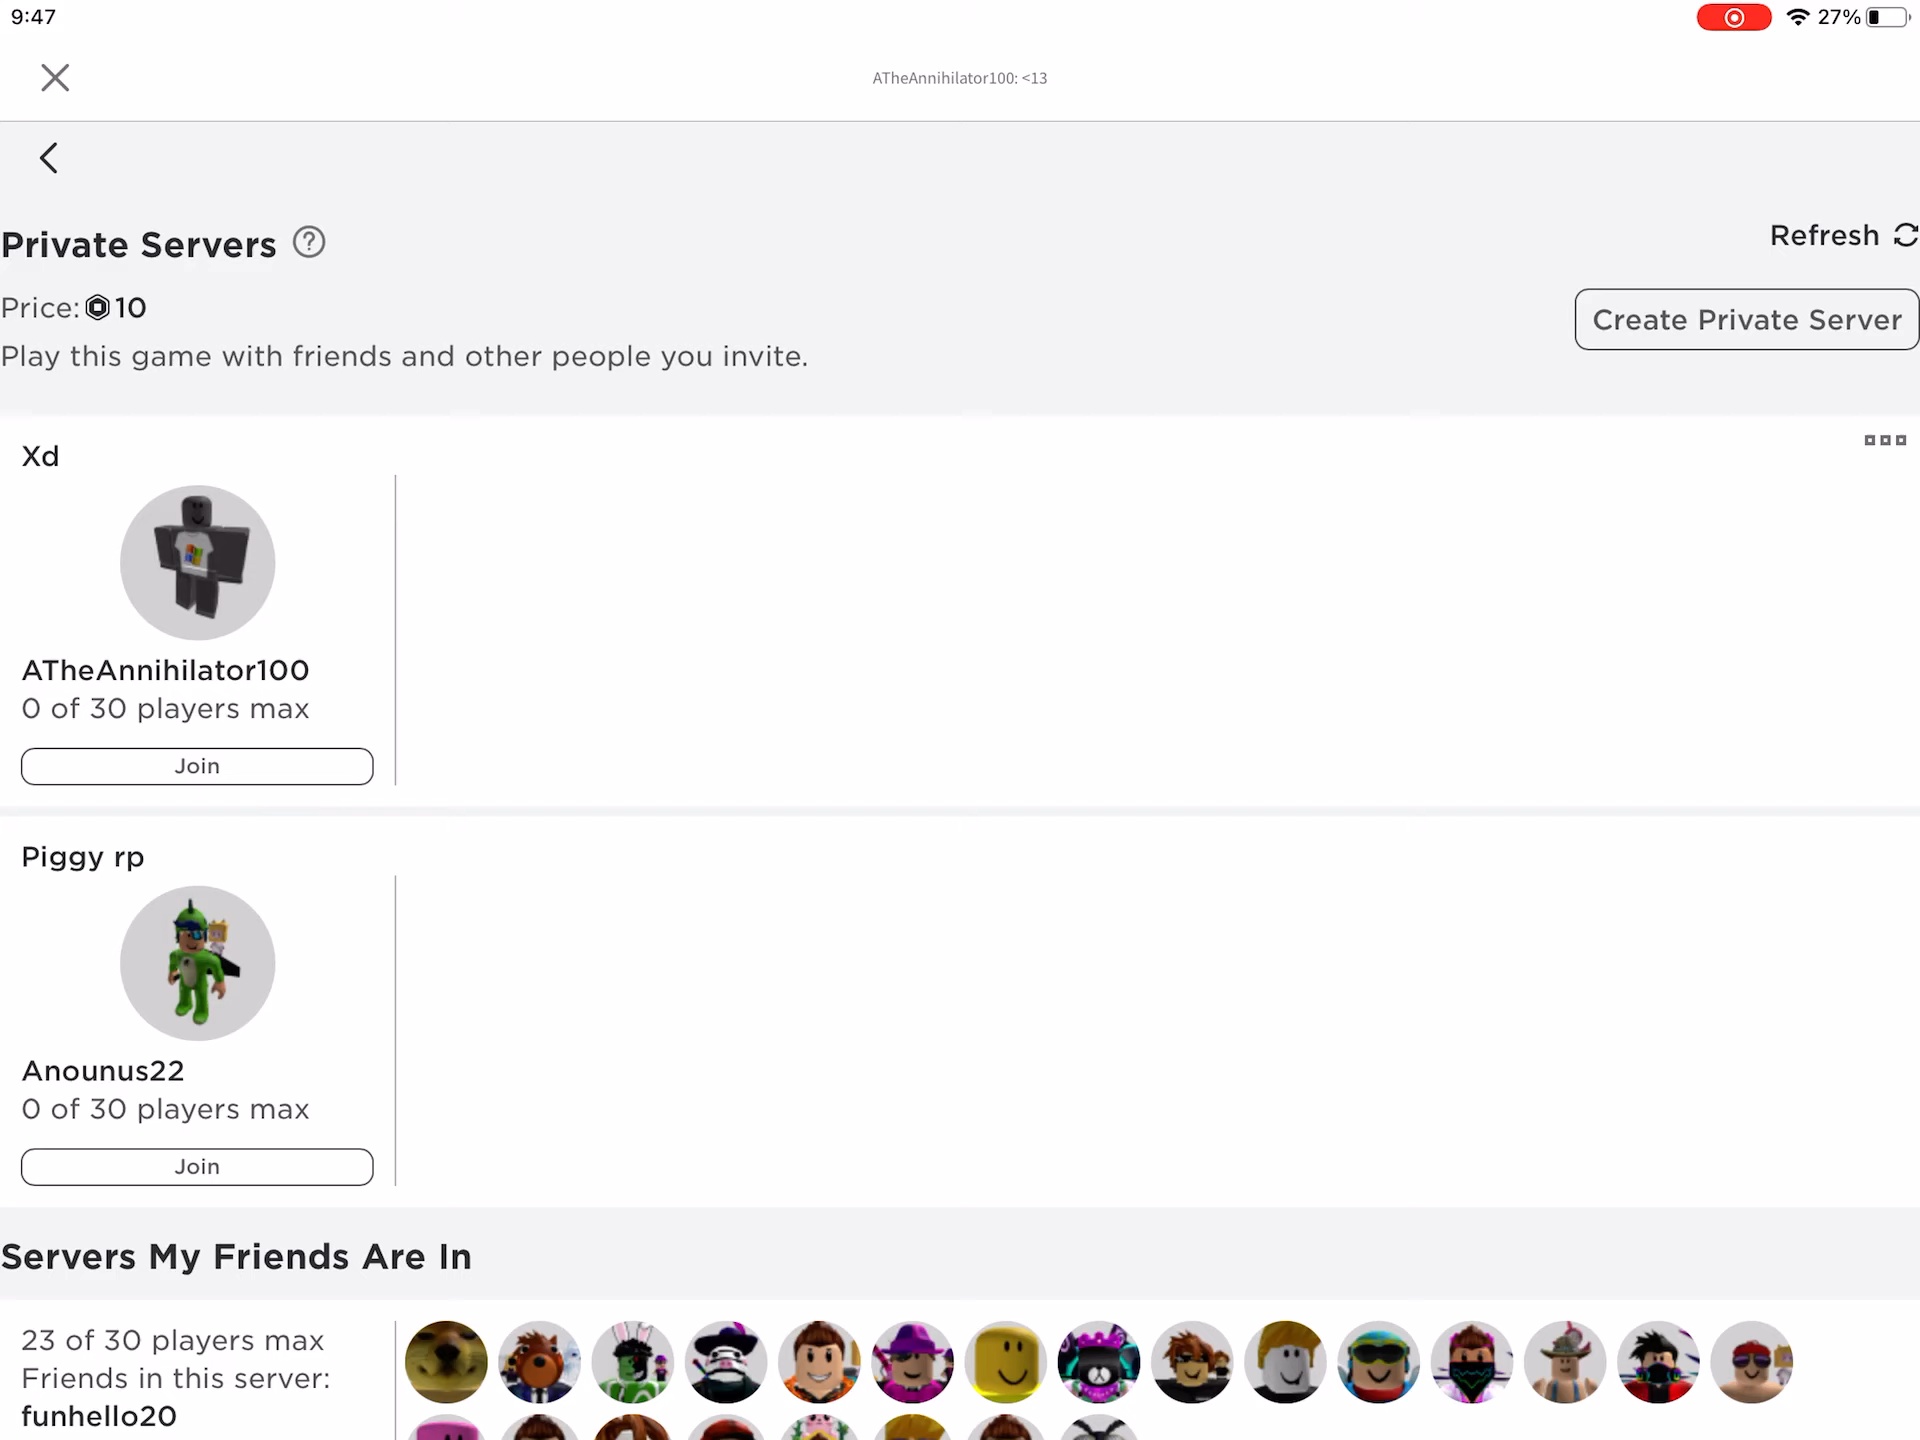 9:47
27%
ATheAnnihilator100: <13
Private Servers
Refresh
Price: 10
Create Private Server
Play this game with friends and other people you invite.
Xd
ATheAnnihilator100
0 of 30 players max
Join
Piggy rp
Anounus22
0 of 30 players max
Join
Servers My Friends Are In
23 of 30 players max
Friends in this server:
funhello20